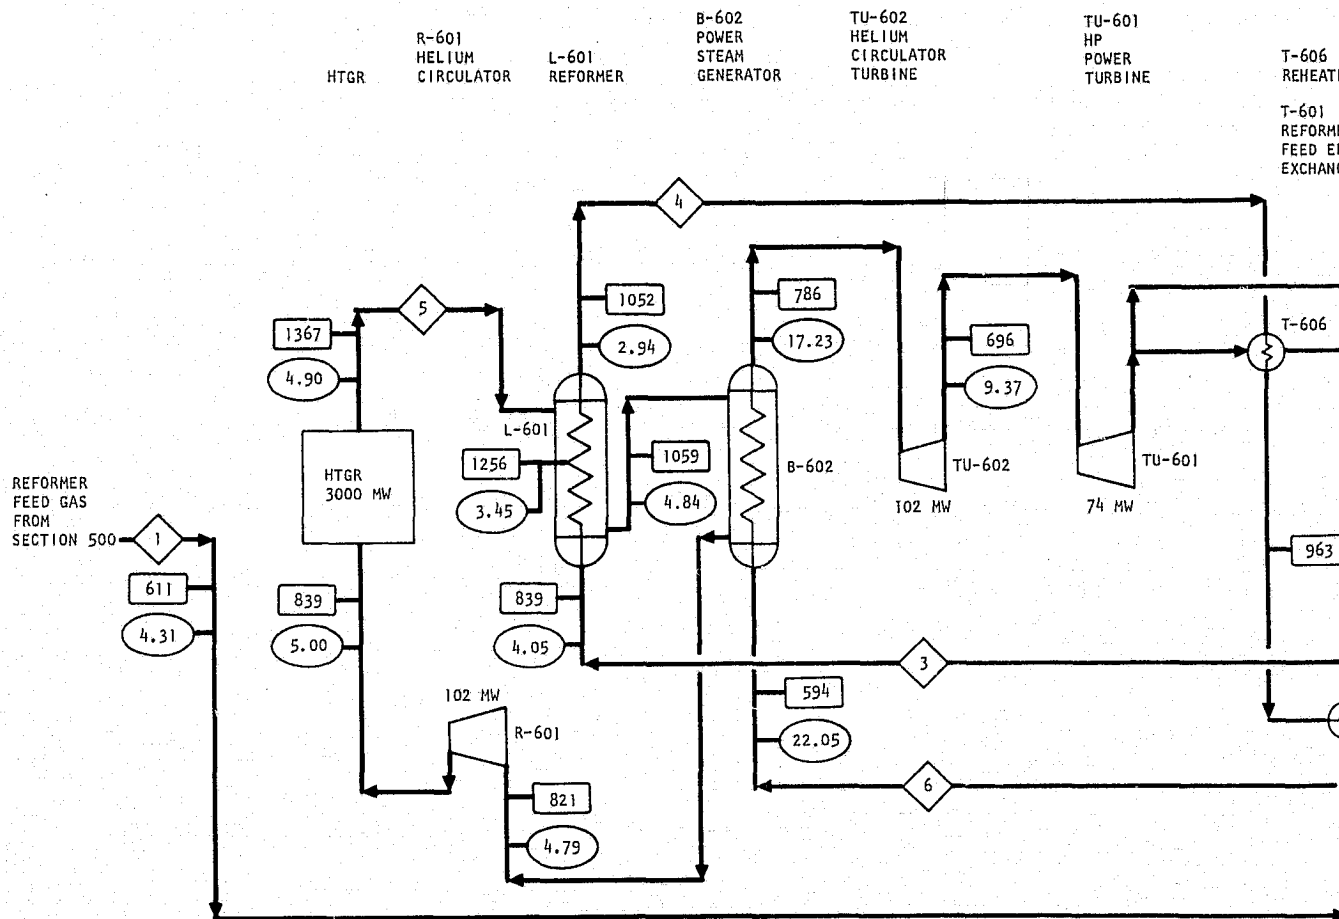 HTGR
R-601
HELIUM
CIRCULATOR
L-601
REFORMER
B-602
POWER
STEAM
GENERATOR
TU-602
HELIUM
CIRCULATOR
TURBINE
TU-601
HP
POWER
TURBINE
T-606
REHEAT
T-601
REFORM
FEED E
EXCHAN
4
5
1052
2.94
786
17.23
1367
4.90
696
9.37
T-606
L-601
1256
3.45
1059
4.84
B-602
TU-602
102 MW
TU-601
74 MW
HTGR
3000 MW
REFORMER
FEED GAS
FROM
SECTION 500
1
611
4.31
839
5.00
839
4.05
963
3
594
22.05
102 MW
R-601
6
821
4.79